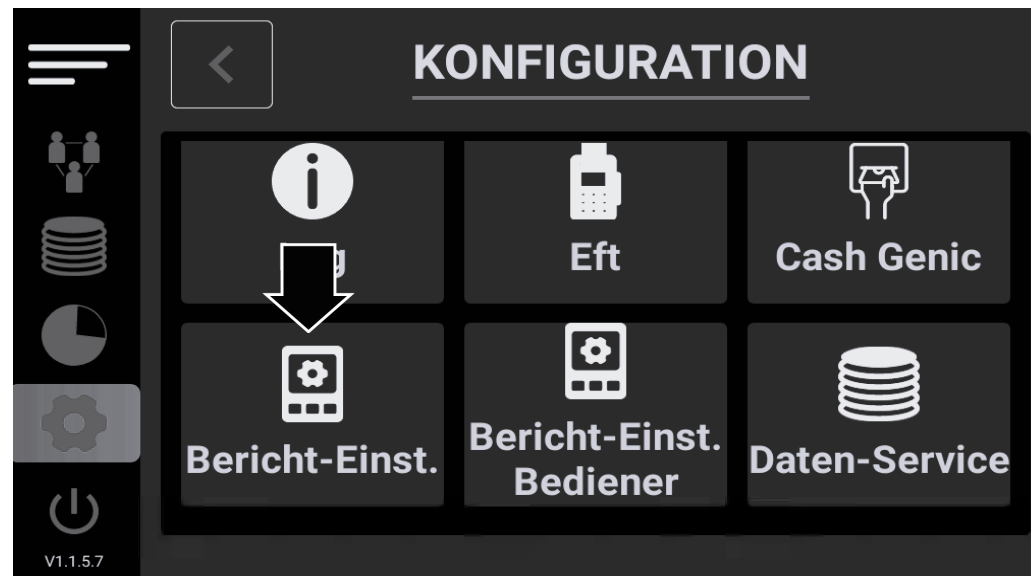 KONFIGURATION
Eft
Cash Genic
Bericht-Einst.
Bericht-Einst.
Bediener
Daten-Service
V1.1.5.7